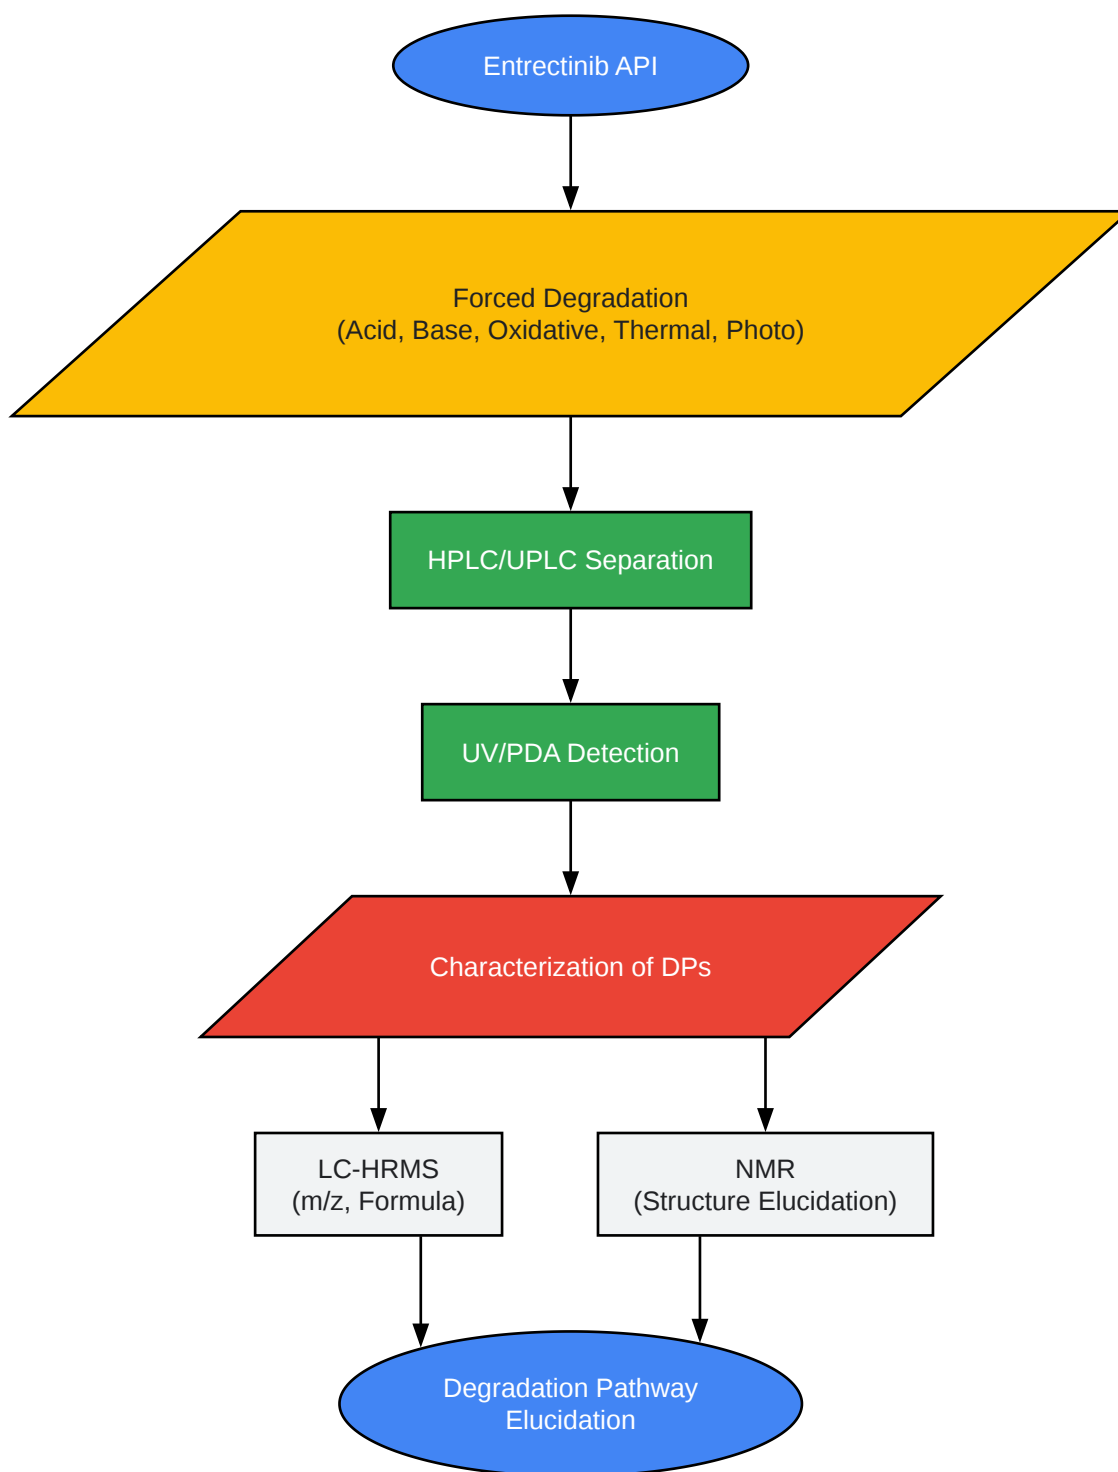 Entrectinib API
Forced Degradation
(Acid, Base, Oxidative, Thermal, Photo)
HPLC/UPLC Separation
UV/PDA Detection
Characterization of DPs
LC-HRMS
(m/z, Formula)
NMR
(Structure Elucidation)
Degradation Pathway
Elucidation